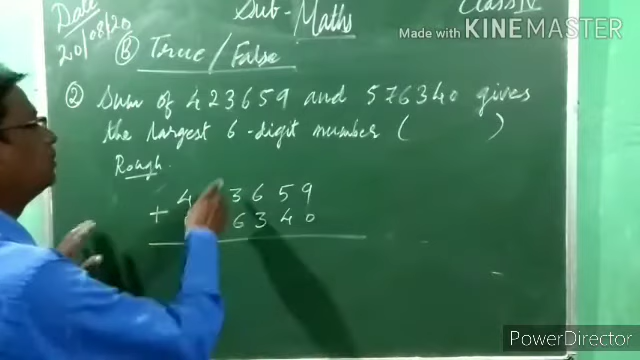 Date
20/08/20
Sub- Maths
Class IV
Made with KINEMASTER
(B) True/False
② Sum of 423659 and 576340 gives
the largest 6-digit number ( )
Rough.
4 3 6 5 9
+ 6 3 4 0
PowerDirector